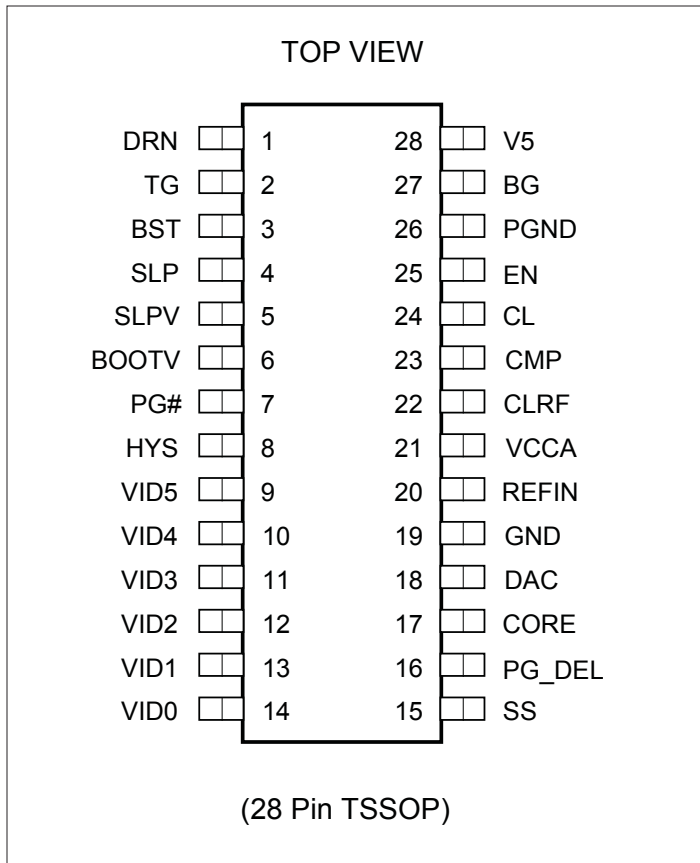 TOP VIEW
DRN 1 28 V5
TG 2 27 BG
BST 3 26 PGND
SLP 4 25 EN
SLPV 5 24 CL
BOOTV 6 23 CMP
PG# 7 22 CLRF
HYS 8 21 VCCA
VID5 9 20 REFIN
VID4 10 19 GND
VID3 11 18 DAC
VID2 12 17 CORE
VID1 13 16 PG_DEL
VID0 14 15 SS
(28 Pin TSSOP)